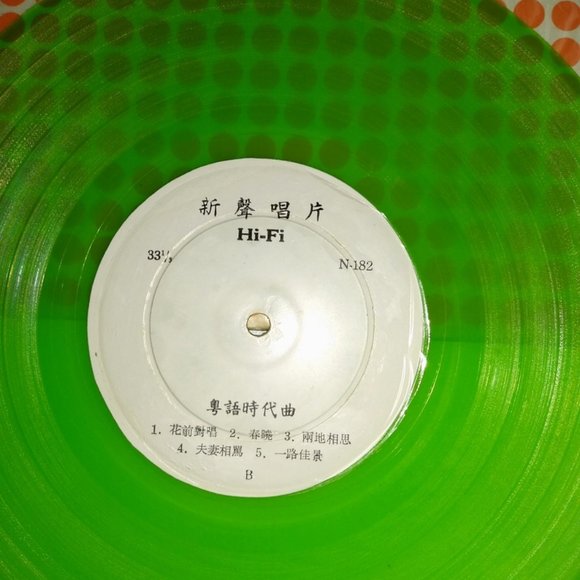 新聲唱片
Hi-Fi
33⅓
N-182
粵語時代曲
1. 花前對唱 2. 春曉 3. 兩地相思
4. 夫妻相罵 5. 一路佳景
B